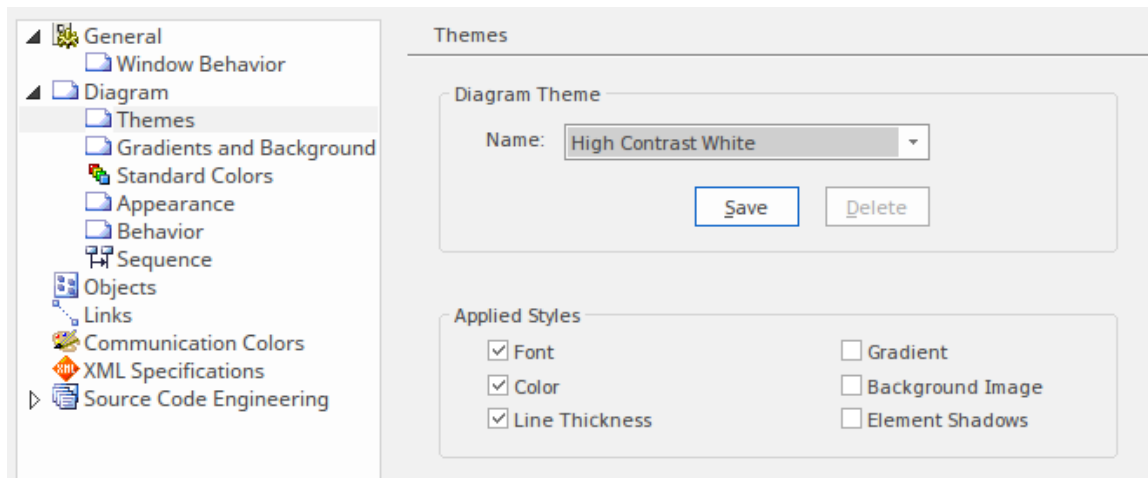 General
Window Behavior
Diagram
Themes
Gradients and Background
Standard Colors
Appearance
Behavior
Sequence
Objects
Links
Communication Colors
XML
XML Specifications
Source Code Engineering
Themes
Diagram Theme
Name: High Contrast White
Save Delete
Applied Styles
Font Gradient
Color Background Image
Line Thickness Element Shadows